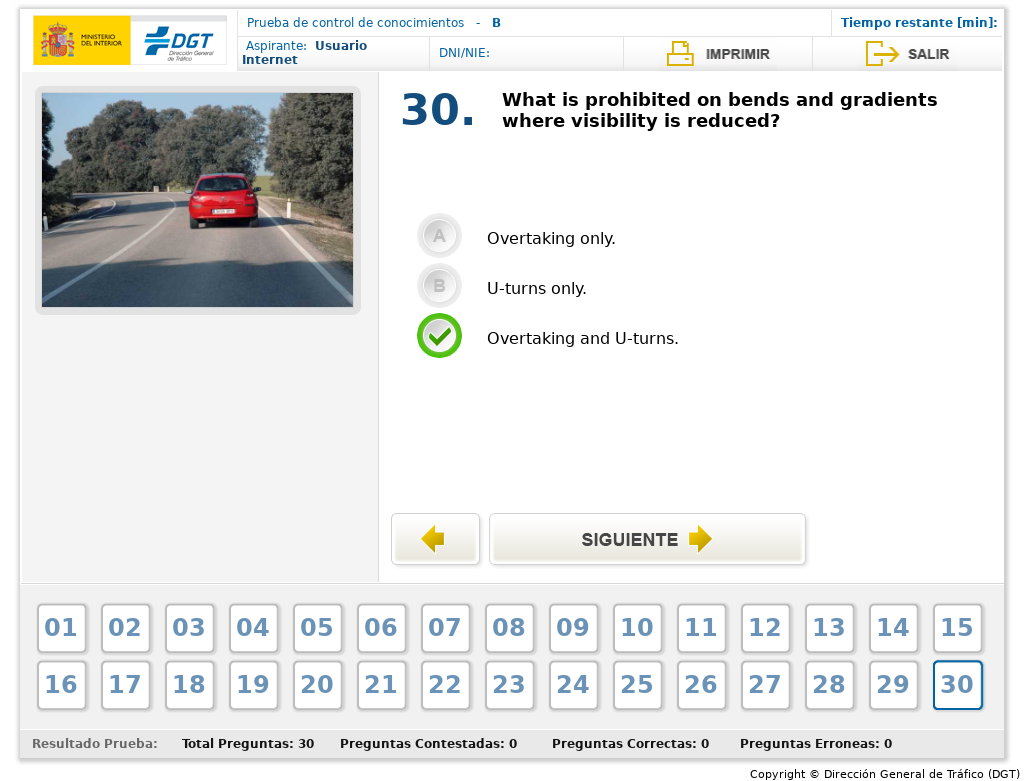 MINISTERIO
DEL INTERIOR
DGT
Dirección General
de Tráfico
Prueba de control de conocimientos - B
Tiempo restante [min]:
Aspirante: Usuario
Internet
DNI/NIE:
IMPRIMIR
SALIR
30.
What is prohibited on bends and gradients
where visibility is reduced?
A
Overtaking only.
B
U-turns only.
Overtaking and U-turns.
SIGUIENTE
01 02 03 04 05 06 07 08 09 10 11 12 13 14 15
16 17 18 19 20 21 22 23 24 25 26 27 28 29 30
Resultado Prueba: Total Preguntas: 30 Preguntas Contestadas: 0 Preguntas Correctas: 0 Preguntas Erroneas: 0
Copyright © Dirección General de Tráfico (DGT)